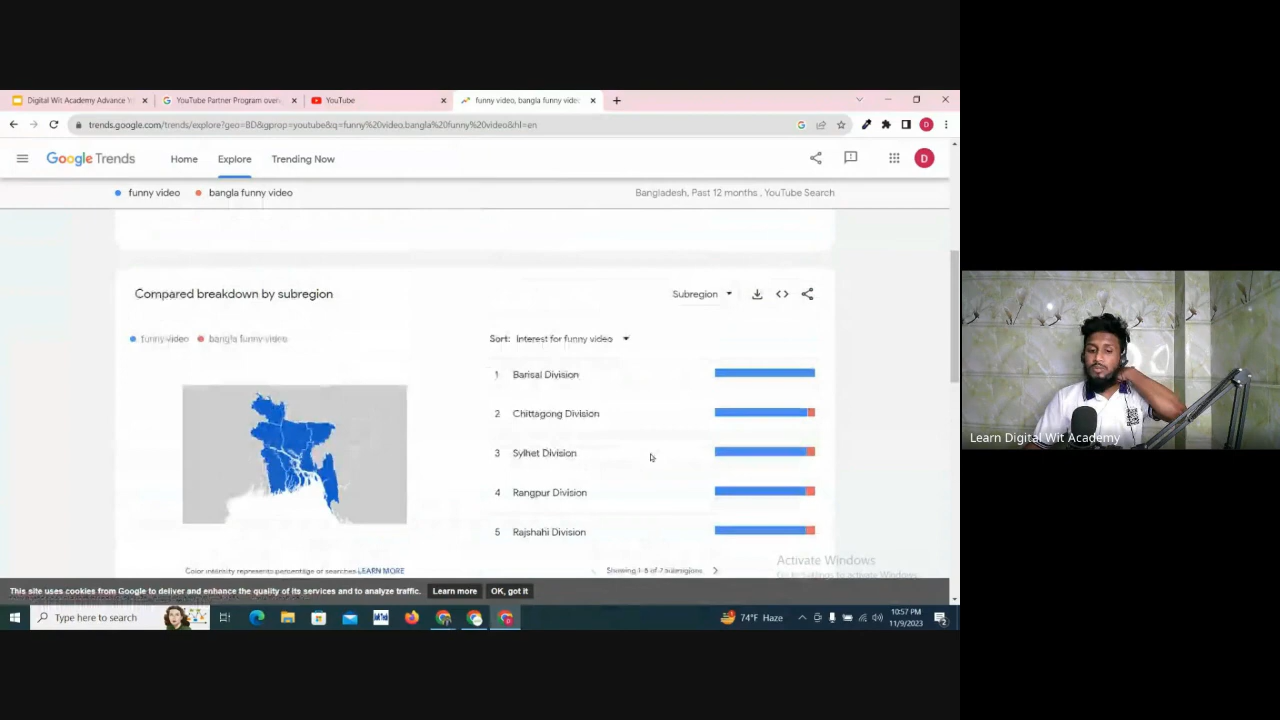 Digital Wit Academy Advance Y
YouTube Partner Program over
YouTube
funny video, bangla funny vide
trends.google.com/trends/explore?geo=BD&gprop=youtube&q=funny%20video,bangla%20funny%20video&hl=en
D
Google Trends
Home
Explore
Trending Now
D
funny video
bangla funny video
Bangladesh, Past 12 months , YouTube Search
Compared breakdown by subregion
Subregion
funny video
bangla funny video
Sort: Interest for funny video
1 Barisal Division
2 Chittagong Division
3 Sylhet Division
4 Rangpur Division
5 Rajshahi Division
Color intensity represents percentage of searches LEARN MORE
Showing 1-5 of 7 subregions
Activate Windows
Go to Settings to activate Windows
This site uses cookies from Google to deliver and enhance the quality of its services and to analyze traffic.
Learn more
OK, got it
Type here to search
74°F Haze
10:57 PM
11/9/2023
2
Learn Digital Wit Academy